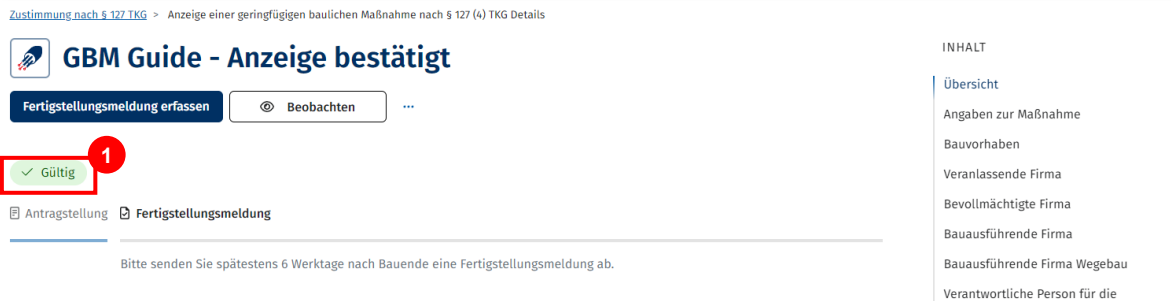 Zustimmung nach § 127 TKG > Anzeige einer geringfügigen baulichen Maßnahme nach § 127 (4) TKG Details
GBM Guide - Anzeige bestätigt
Fertigstellungsmeldung erfassen
Beobachten
...
1
Gültig
Antragstellung
Fertigstellungsmeldung
Bitte senden Sie spätestens 6 Werktage nach Bauende eine Fertigstellungsmeldung ab.
INHALT
Übersicht
Angaben zur Maßnahme
Bauvorhaben
Veranlassende Firma
Bevollmächtigte Firma
Bauausführende Firma
Bauausführende Firma Wegebau
Verantwortliche Person für die